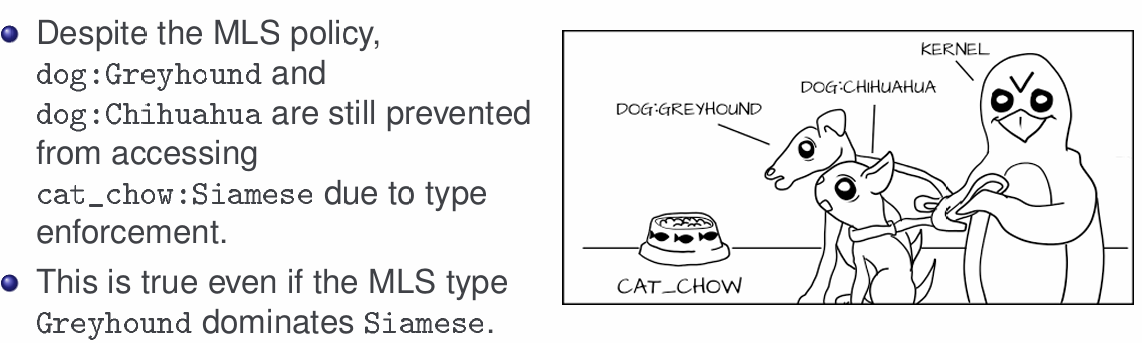 Despite the MLS policy,
dog:Greyhound and
dog:Chihuahua are still prevented
from accessing
cat_chow:Siamese due to type
enforcement.
This is true even if the MLS type
Greyhound dominates Siamese.
KERNEL
DOG:CHIHUAHUA
DOG:GREYHOUND
CAT_CHOW